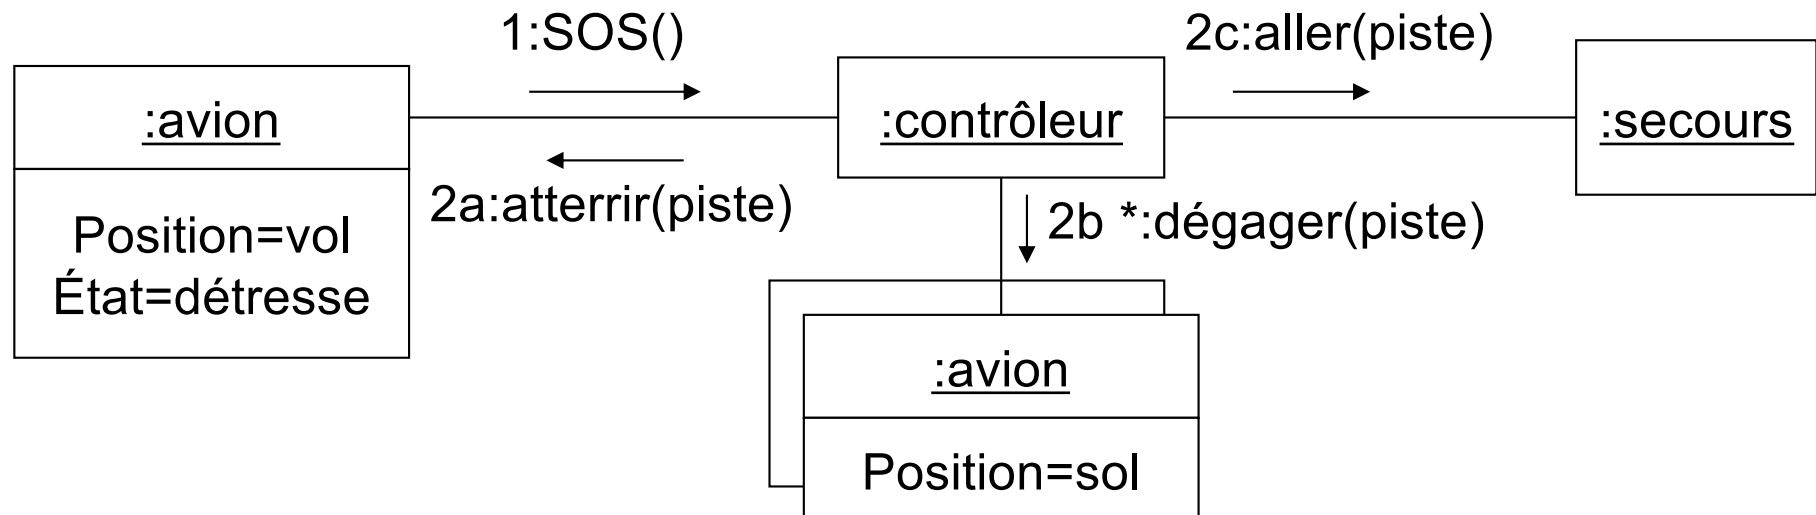 1:SOS()
2c:aller(piste)
:avion
:contrôleur
:secours
2a:atterrir(piste)
2b *:dégager(piste)
Position=vol
État=détresse
:avion
Position=sol